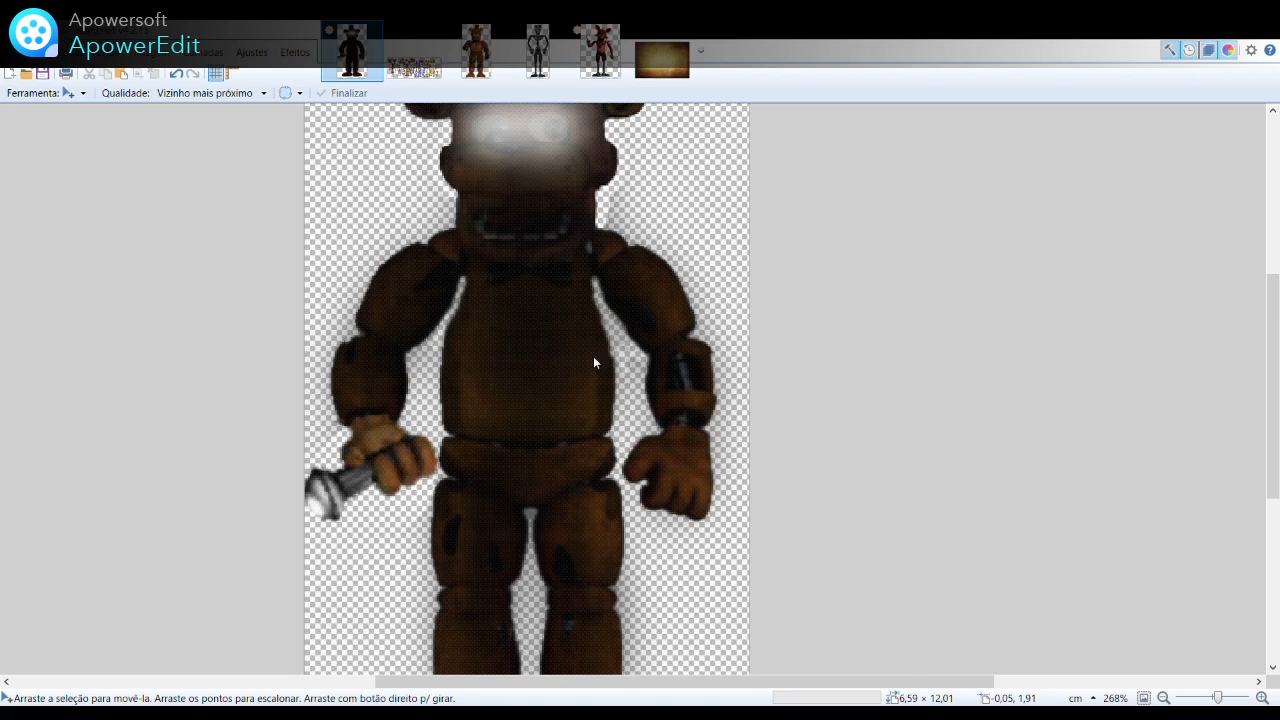 Apowersoft
ApowerEdit
Ajustes Efeitos
Ferramenta: Qualidade: Vizinho mais próximo Finalizar
Arraste a seleção para movê-la. Arraste os pontos para escalonar. Arraste com botão direito p/ girar.
6,59 × 12,01 -0,05, 1,91 cm 268%